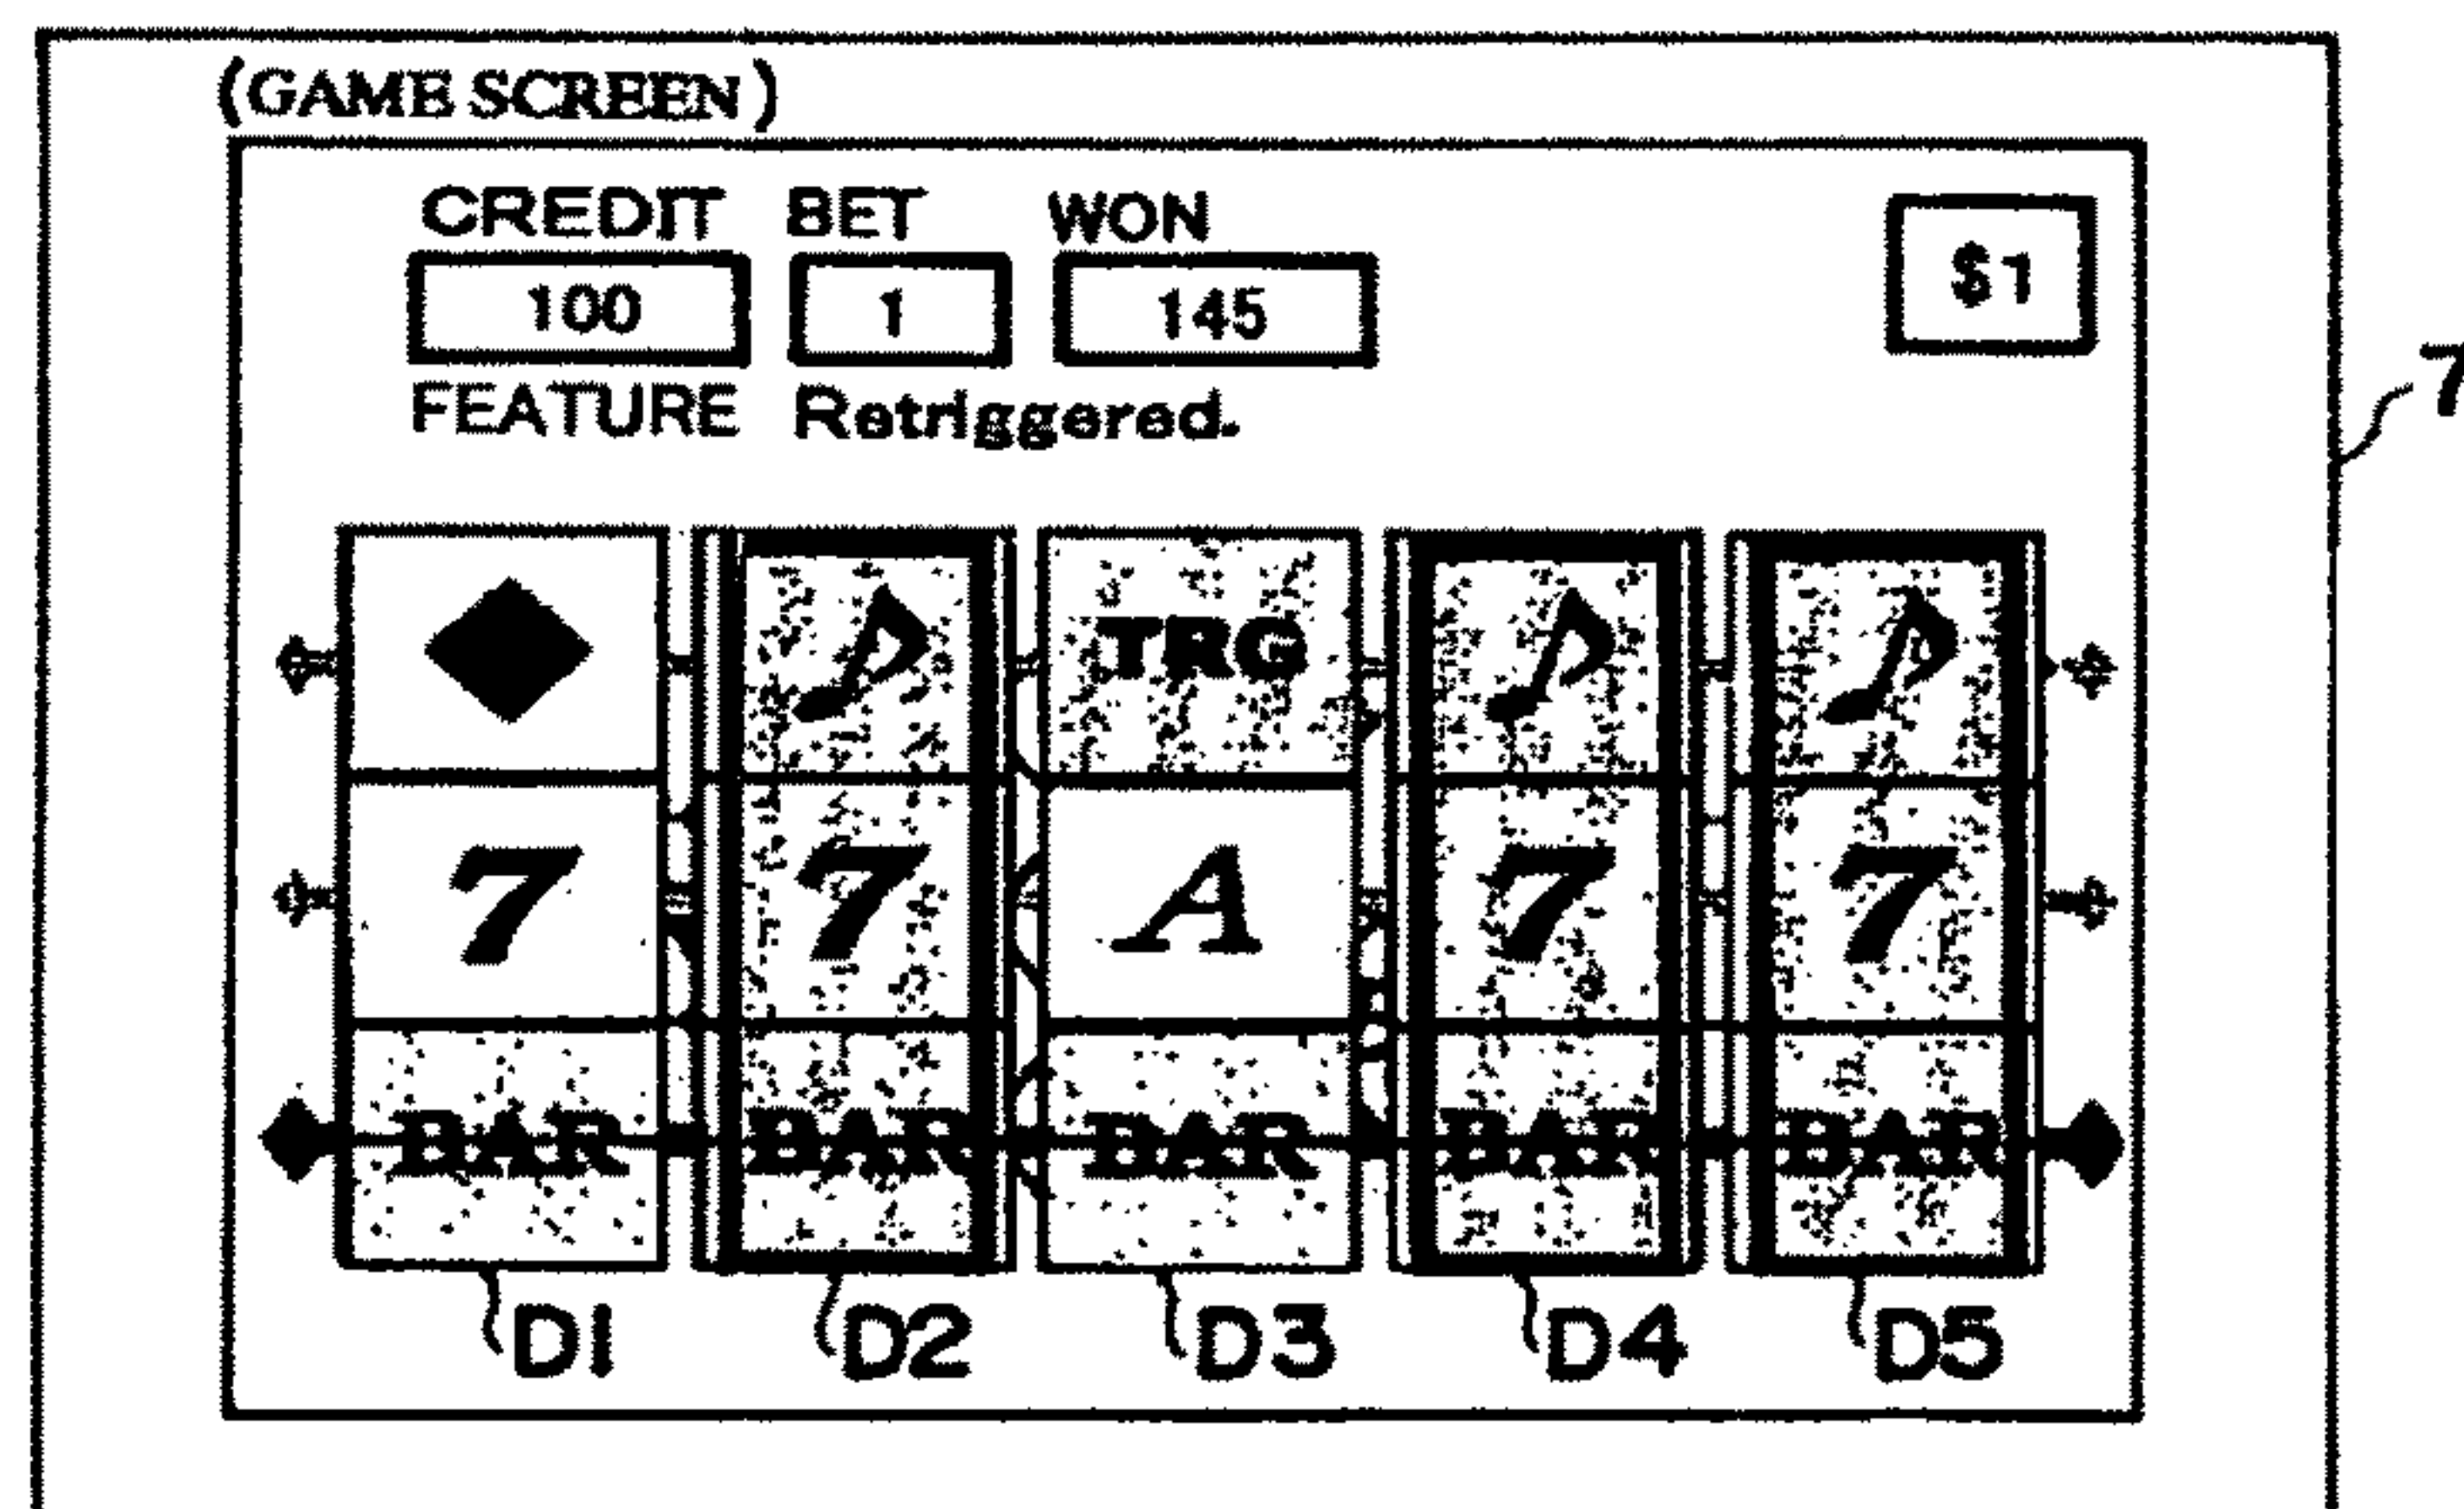 (GAME SCREEN)
CREDIT BET WON
100 1 145 $1
FEATURE Retriggered.
7
TRG
7 7 A 7 7
BAR BAR BAR BAR BAR
D1 D2 D3 D4 D5